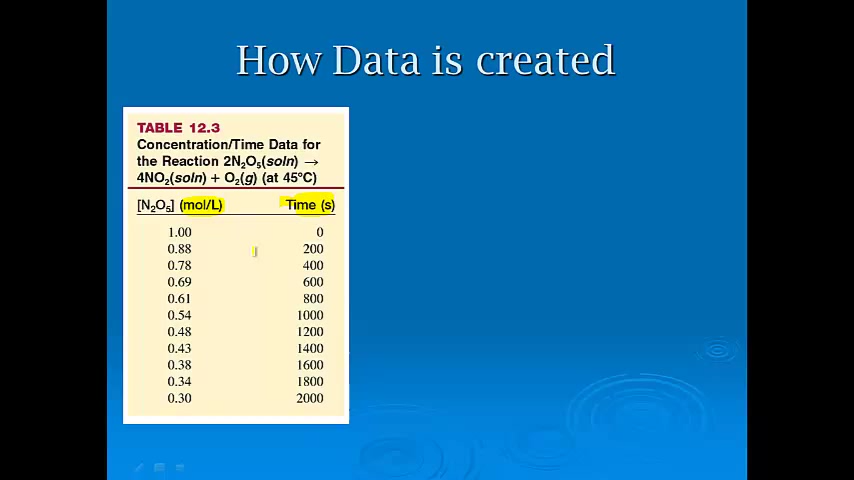 How Data is created
TABLE 12.3
Concentration/Time Data for
the Reaction 2N₂O₅(soln) →
4NO₂(soln) + O₂(g) (at 45°C)
[N₂O₅] (mol/L) Time (s)
1.00 0
0.88 200
0.78 400
0.69 600
0.61 800
0.54 1000
0.48 1200
0.43 1400
0.38 1600
0.34 1800
0.30 2000